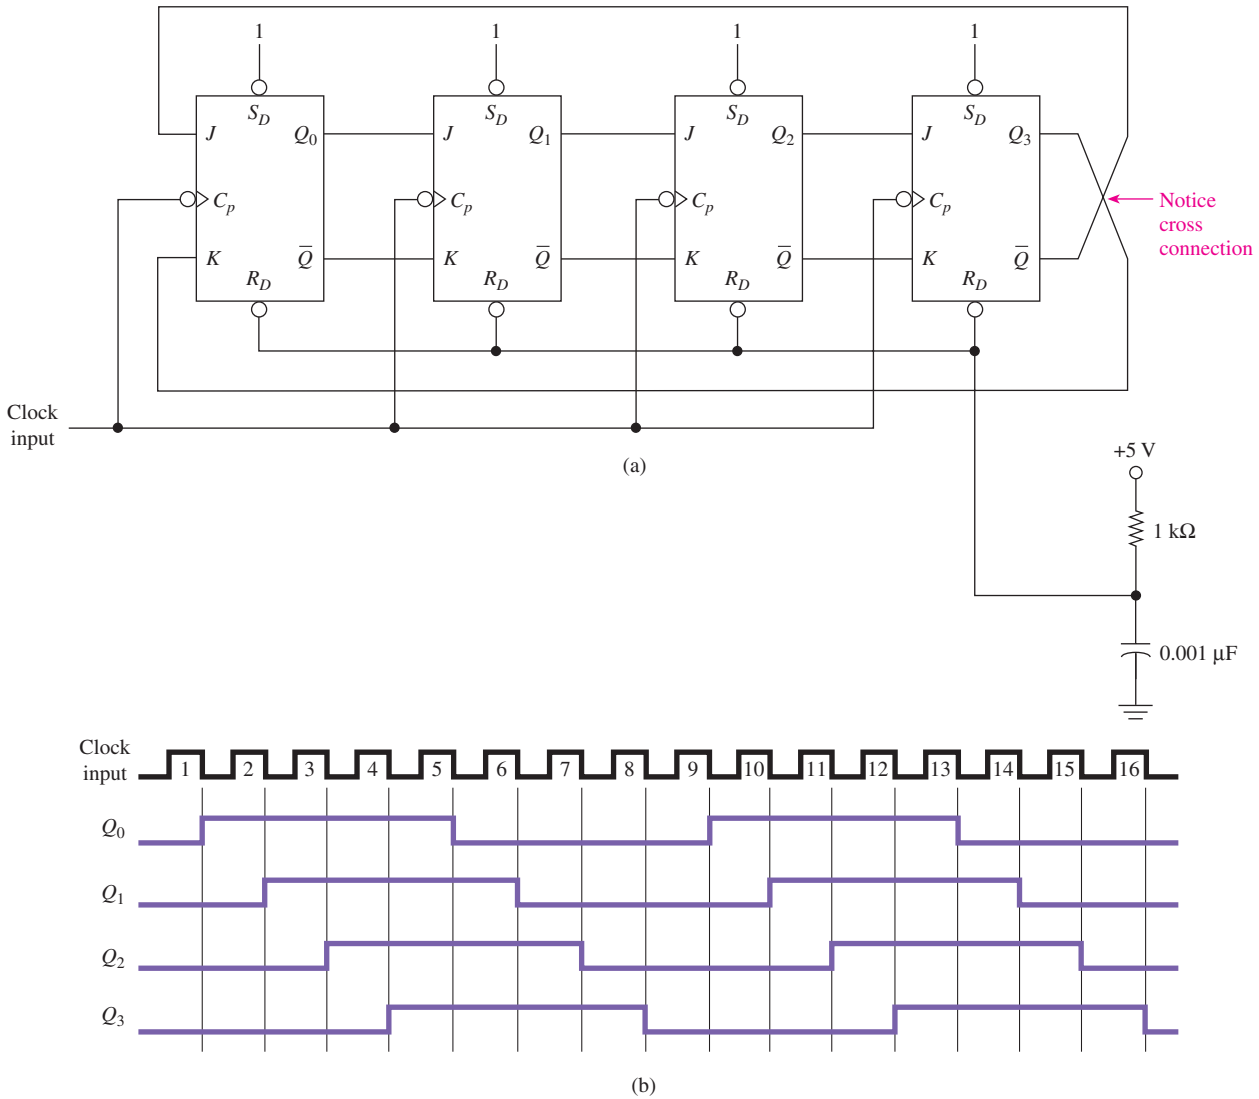 1 1 1 1
S_D S_D S_D S_D
J Q_0 J Q_1 J Q_2 J Q_3
C_p C_p C_p C_p
Notice
cross
connection
K Q̅ K Q̅ K Q̅ K Q̅
R_D R_D R_D R_D
Clock
input
(a)
+5 V
1 kΩ
0.001 μF
Clock
input
1 2 3 4 5 6 7 8 9 10 11 12 13 14 15 16
Q_0
Q_1
Q_2
Q_3
(b)